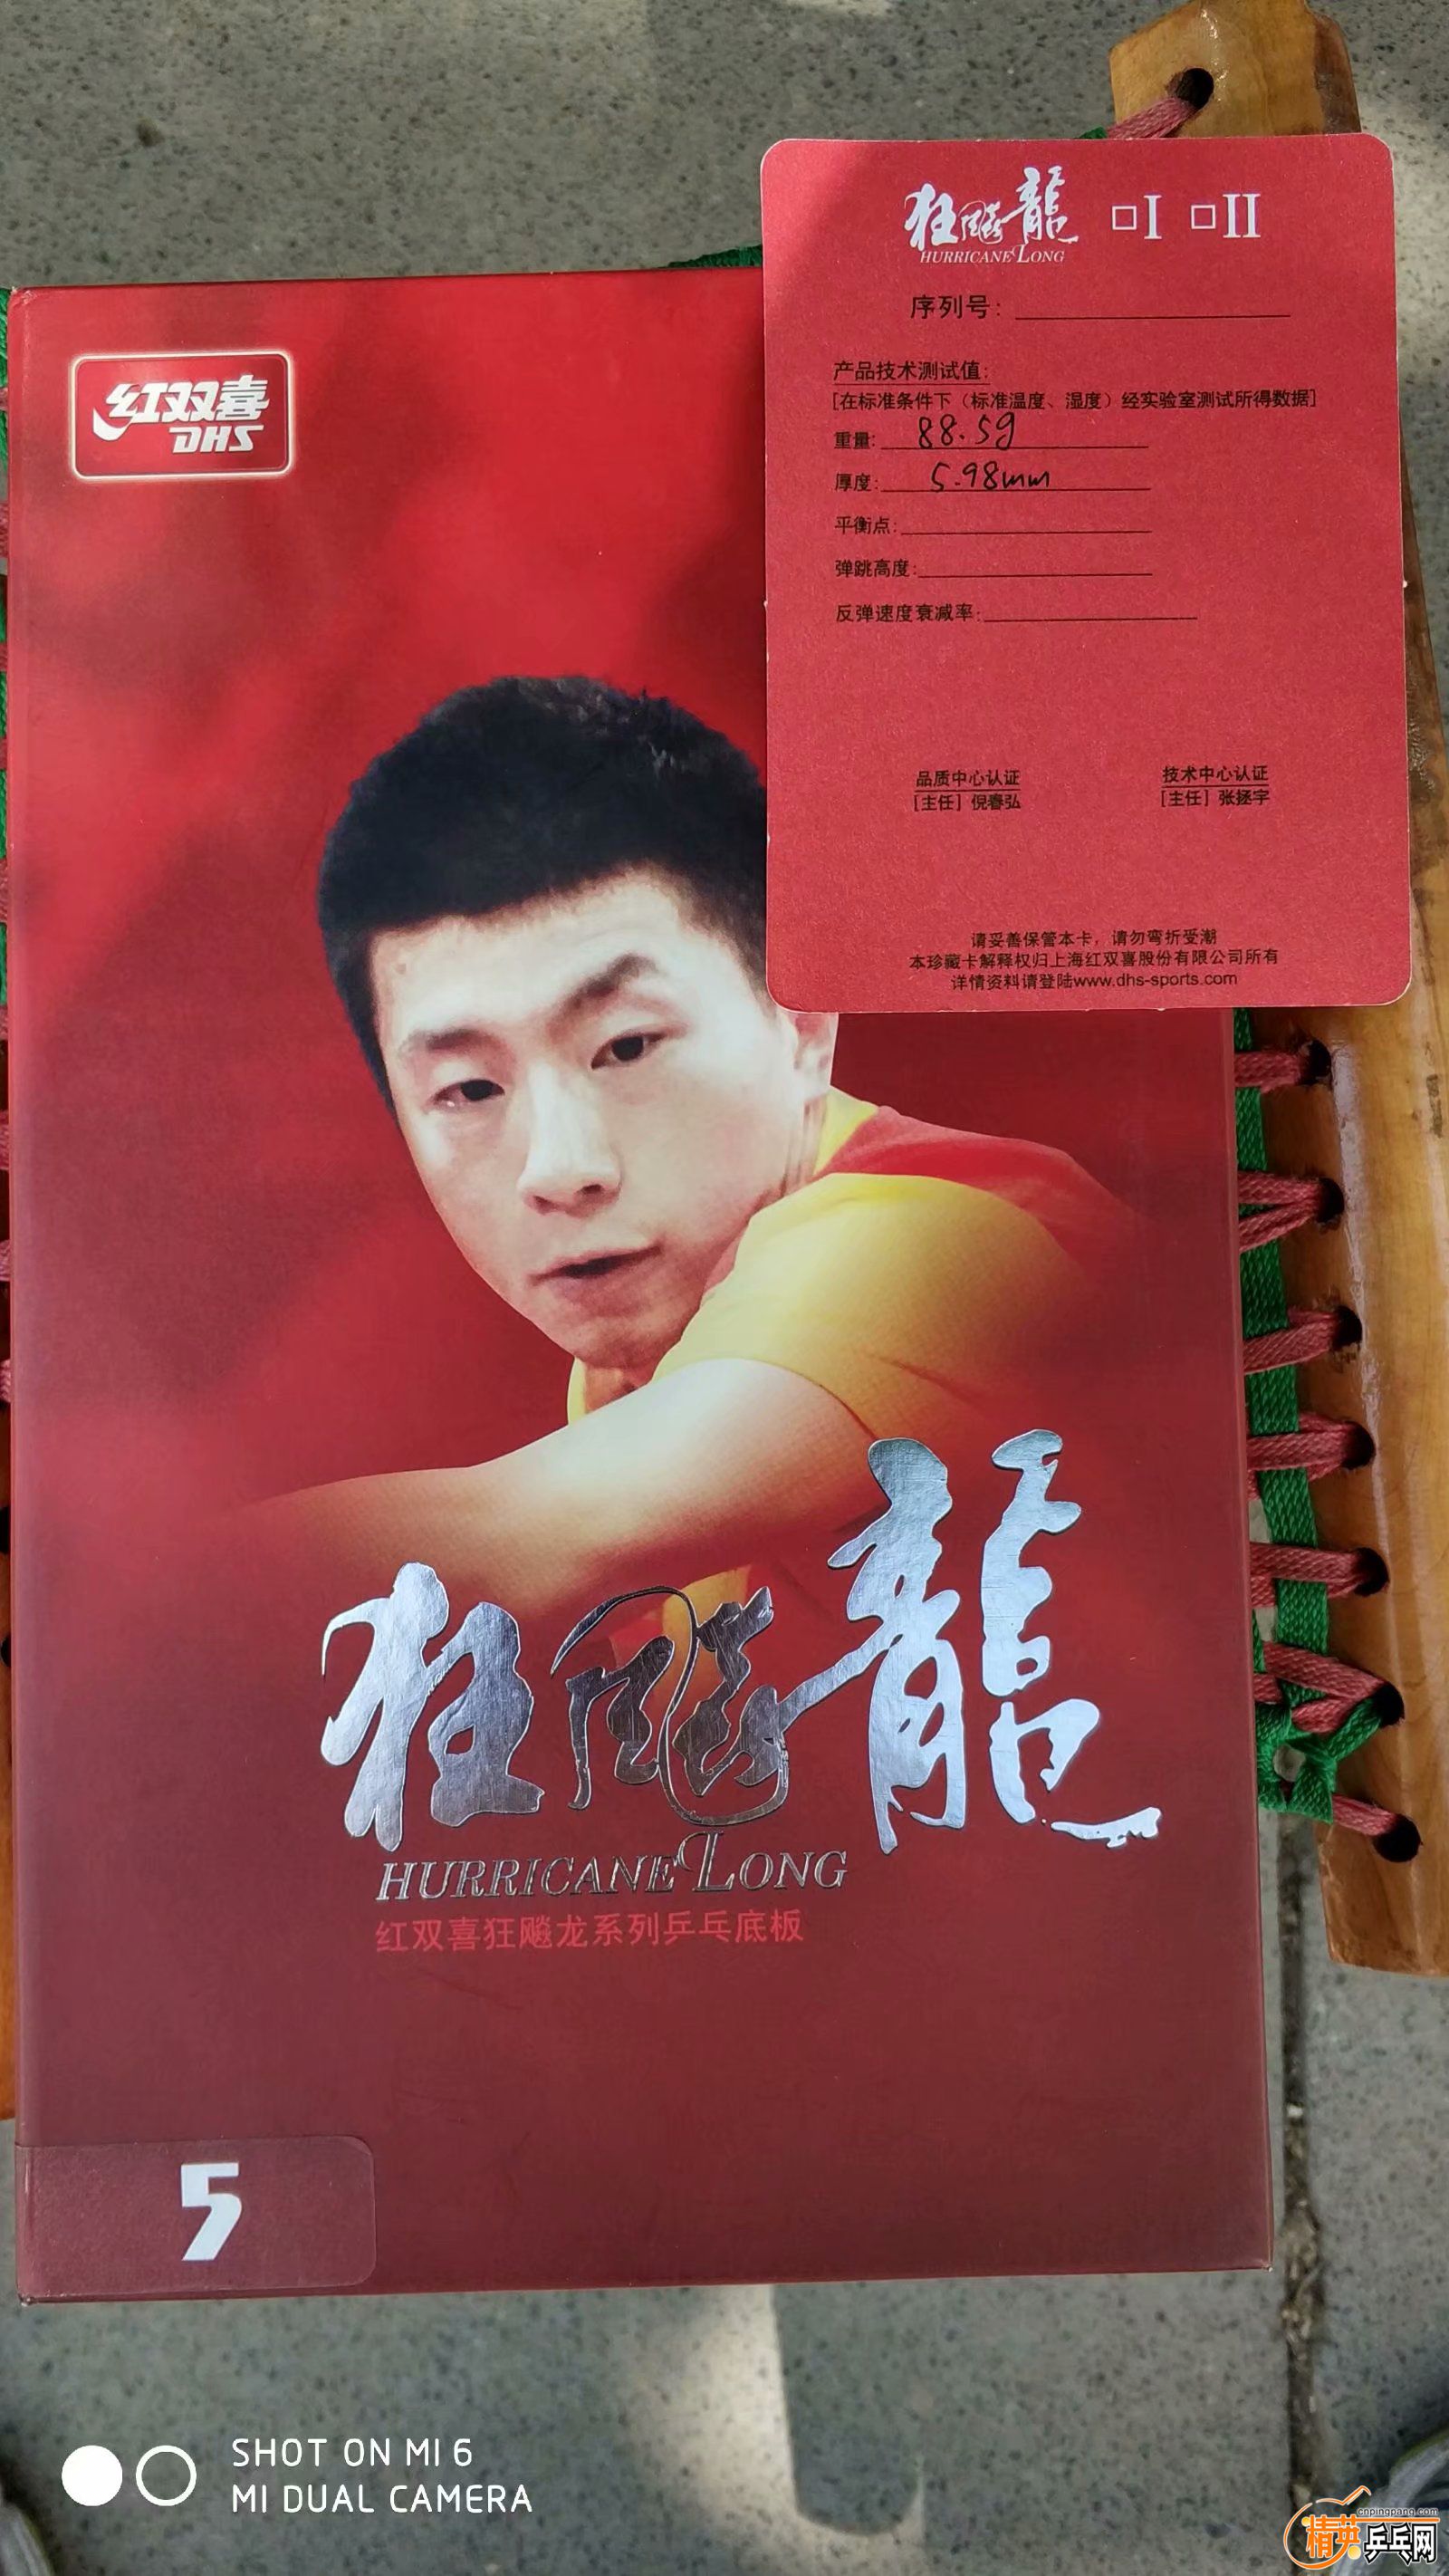 狂飚龍 □I □II
HURRICANE LONG
序列号:
产品技术测试值:
[在标准条件下（标准温度、湿度）经实验室测试所得数据]
重量: 88.5g
厚度: 5.98mm
平衡点:
弹跳高度:
反弹速度衰减率:
品质中心认证 技术中心认证
[主任] 倪春弘 [主任] 张拯宇
请妥善保管本卡，请勿弯折受潮
本珍藏卡解释权归上海红双喜股份有限公司所有
详情资料请登陆www.dhs-sports.com
红双喜
DHS
狂飚龍
HURRICANE LONG
红双喜狂飚龙系列乒乓底板
5
SHOT ON MI 6
MI DUAL CAMERA
cnpingpang.com
精英乒乓网